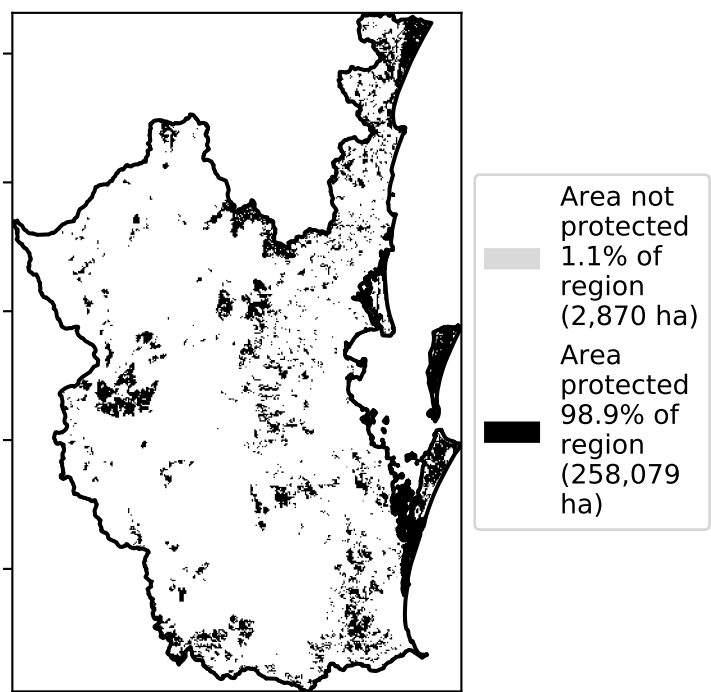 Area not
protected
1.1% of
region
(2,870 ha)
Area
protected
98.9% of
region
(258,079
ha)